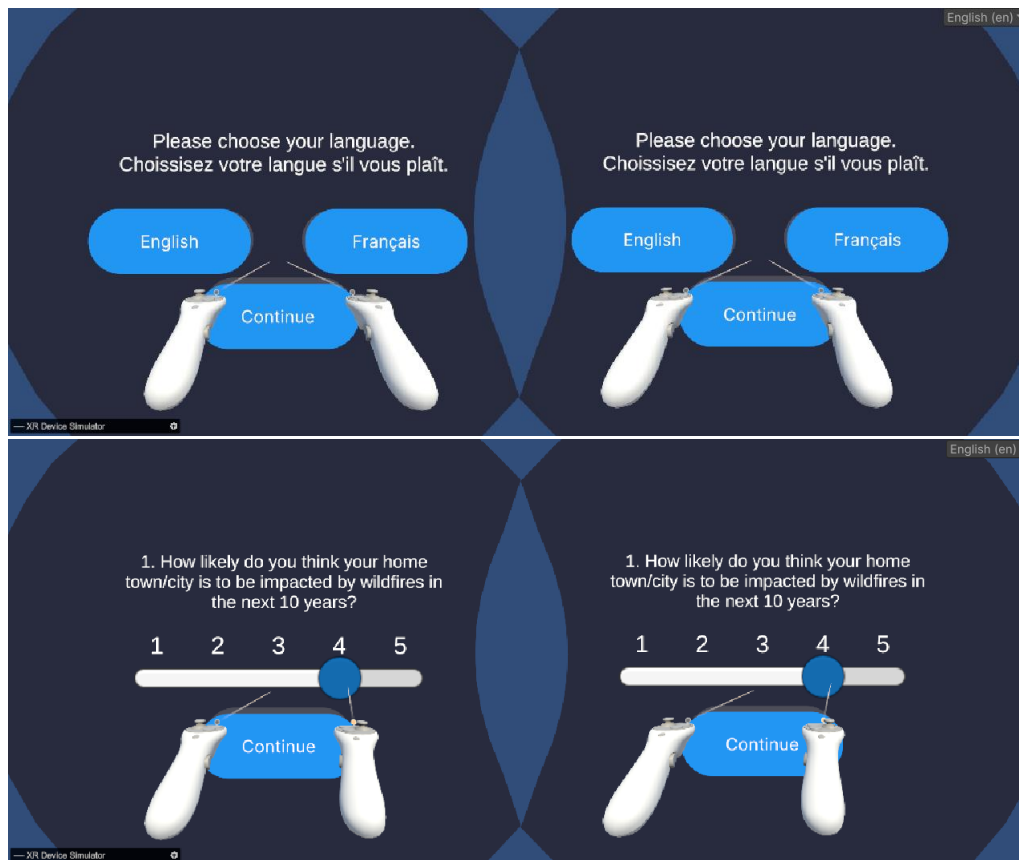 English (en)
Please choose your language.
Choissisez votre langue s'il vous plaît.
Please choose your language.
Choissisez votre langue s'il vous plaît.
English
Français
English
Français
Continue
Continue
XR Device Simulator
English (en)
1. How likely do you think your home
town/city is to be impacted by wildfires in
the next 10 years?
1. How likely do you think your home
town/city is to be impacted by wildfires in
the next 10 years?
1 2 3 4 5
1 2 3 4 5
Continue
Continue
XR Device Simulator